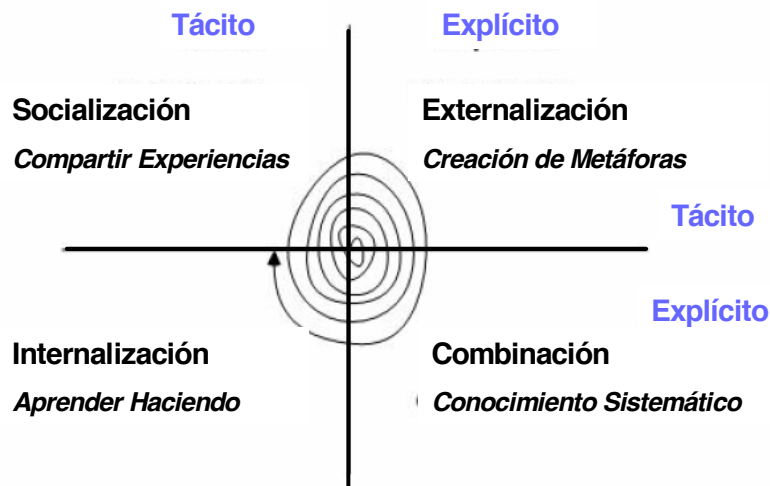 Tácito Explícito
Socialización Externalización
Compartir Experiencias Creación de Metáforas
Tácito
Explícito
Internalización Combinación
Aprender Haciendo Conocimiento Sistemático